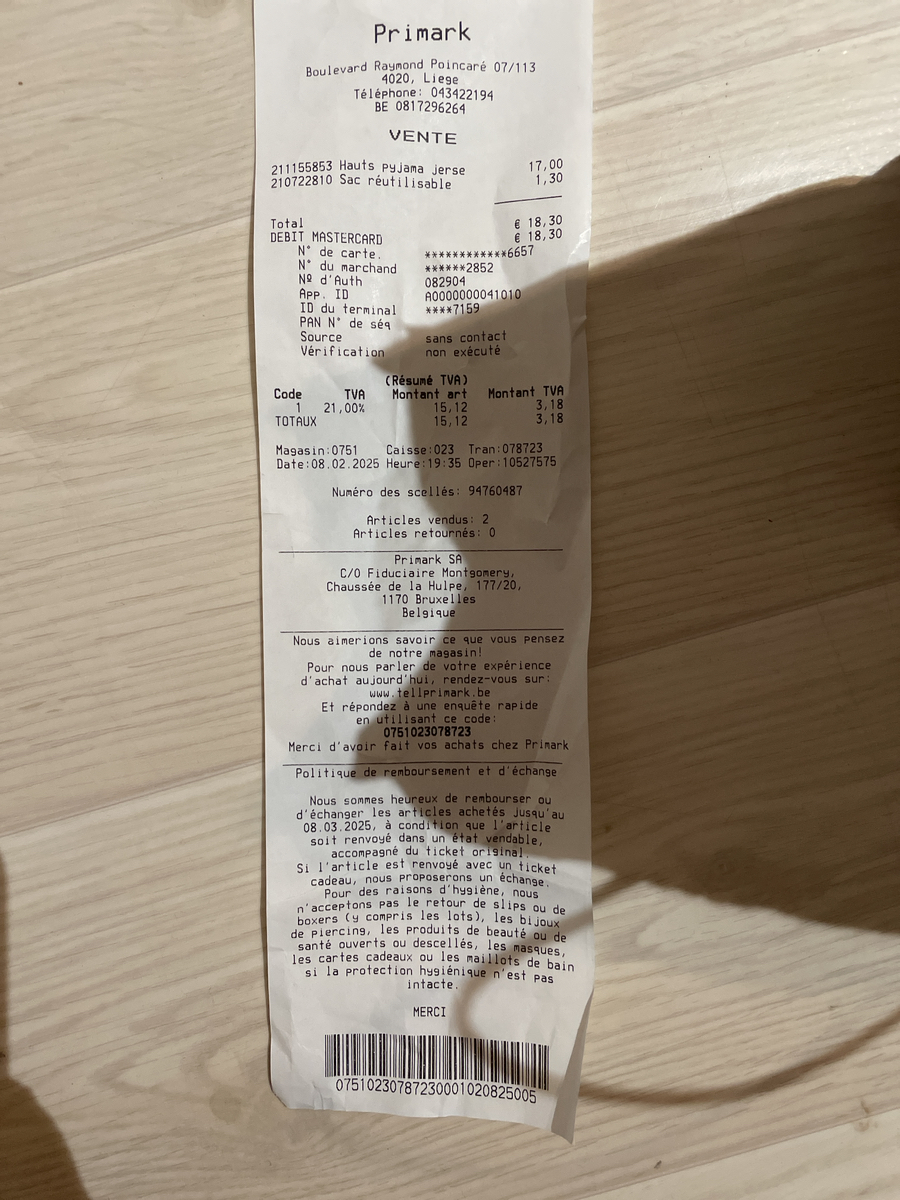 Primark
Boulevard Raymond Poincaré 07/113
4020, Liege
Téléphone: 043422194
BE 0817296264
VENTE
211155853 Hauts pyjama jerse 17,00
210722810 Sac réutilisable 1,30
Total € 18,30
DEBIT MASTERCARD € 18,30
N° de carte. ************6657
N° du marchand ******2852
Nº d'Auth 082904
App. ID A0000000041010
ID du terminal ****7159
PAN N° de séq
Source sans contact
Vérification non exécuté
(Résumé TVA)
Code TVA Montant art Montant TVA
1 21,00% 15,12 3,18
TOTAUX 15,12 3,18
Magasin:0751 Caisse:023 Tran:078723
Date:08.02.2025 Heure:19:35 Oper:10527575
Numéro des scellés: 94760487
Articles vendus: 2
Articles retournés: 0
Primark SA
C/O Fiduciaire Montgomery,
Chaussée de la Hulpe, 177/20,
1170 Bruxelles
Belgique
Nous aimerions savoir ce que vous pensez
de notre magasin!
Pour nous parler de votre expérience
d'achat aujourd'hui, rendez-vous sur:
www.tellprimark.be
Et répondez à une enquête rapide
en utilisant ce code:
0751023078723
Merci d'avoir fait vos achats chez Primark
Politique de remboursement et d'échange
Nous sommes heureux de rembourser ou
d'échanger les articles achetés jusqu'au
08.03.2025, à condition que l'article
soit renvoyé dans un état vendable,
accompagné du ticket original.
Si l'article est renvoyé avec un ticket
cadeau, nous proposerons un échange.
Pour des raisons d'hygiène, nous
n'acceptons pas le retour de slips ou de
boxers (y compris les lots), les bijoux
de piercing, les produits de beauté ou de
santé ouverts ou descellés, les masques,
les cartes cadeaux ou les maillots de bain
si la protection hygiénique n'est pas
intacte.
MERCI
07510230787230001020825005